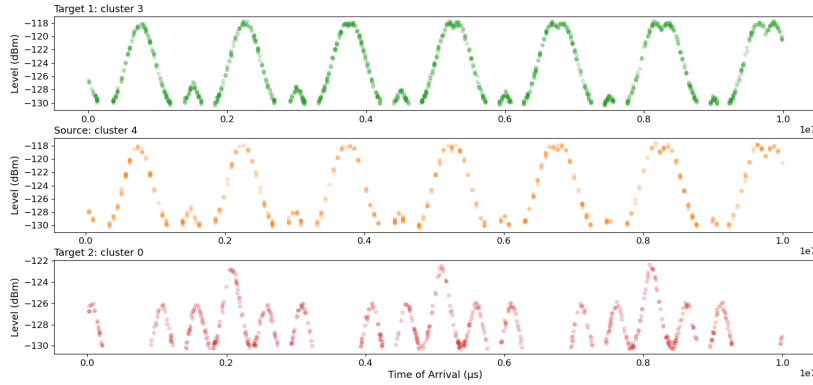 Target 1: cluster 3
−118
−120
−122
−124
−126
−128
−130
Level (dBm)
0.0 0.2 0.4 0.6 0.8 1.0
1e7
Source: cluster 4
−118
−120
−122
−124
−126
−128
−130
Level (dBm)
0.0 0.2 0.4 0.6 0.8 1.0
1e7
Target 2: cluster 0
−122
−124
−126
−128
−130
Level (dBm)
0.0 0.2 0.4 0.6 0.8 1.0
Time of Arrival (μs)
1e7